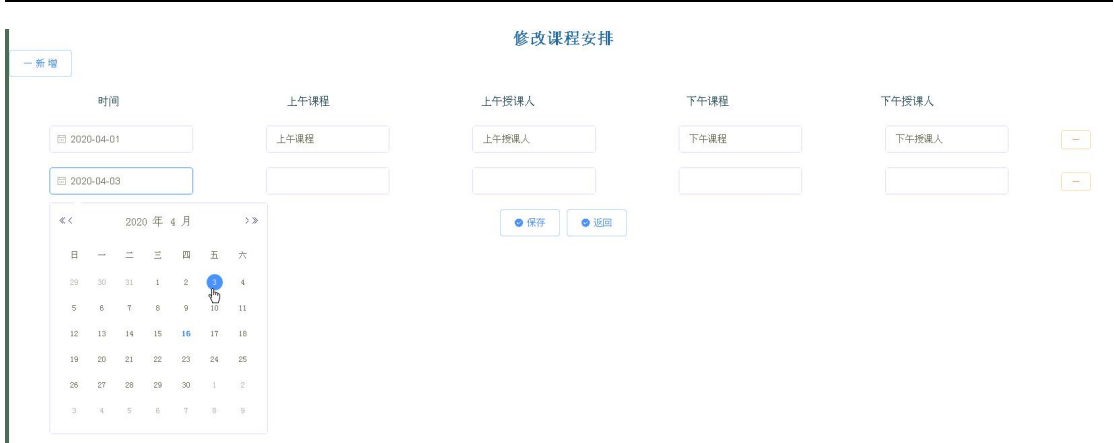 修改课程安排
一 新 增
时间 上午课程 上午授课人 下午课程 下午授课人
2020-04-01 上午课程 上午授课人 下午课程 下午授课人
2020-04-03
« < 2020 年 4 月 > »
保存 返回
日 一 二 三 四 五 六
29 30 31 1 2 3 4
5 6 7 8 9 10 11
12 13 14 15 16 17 18
19 20 21 22 23 24 25
26 27 28 29 30 1 2
3 4 5 6 7 8 9